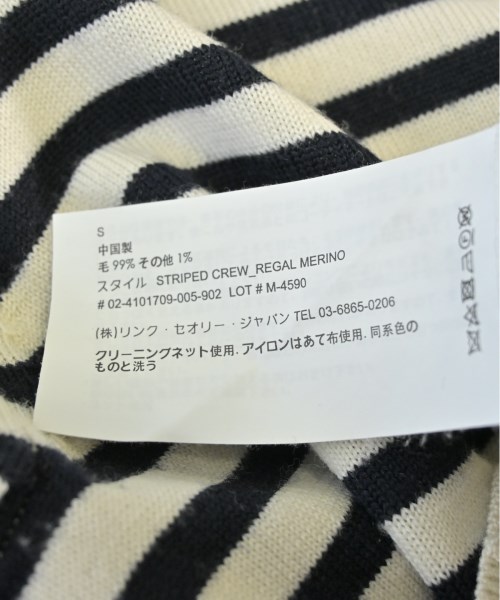 S
中国製
毛 99% その他 1%
スタイル STRIPED CREW_REGAL MERINO
# 02-4101709-005-902 LOT # M-4590
(株)リンク・セオリー・ジャパン TEL 03-6865-0206
クリーニングネット使用. アイロンはあて布使用. 同系色の
ものと洗う